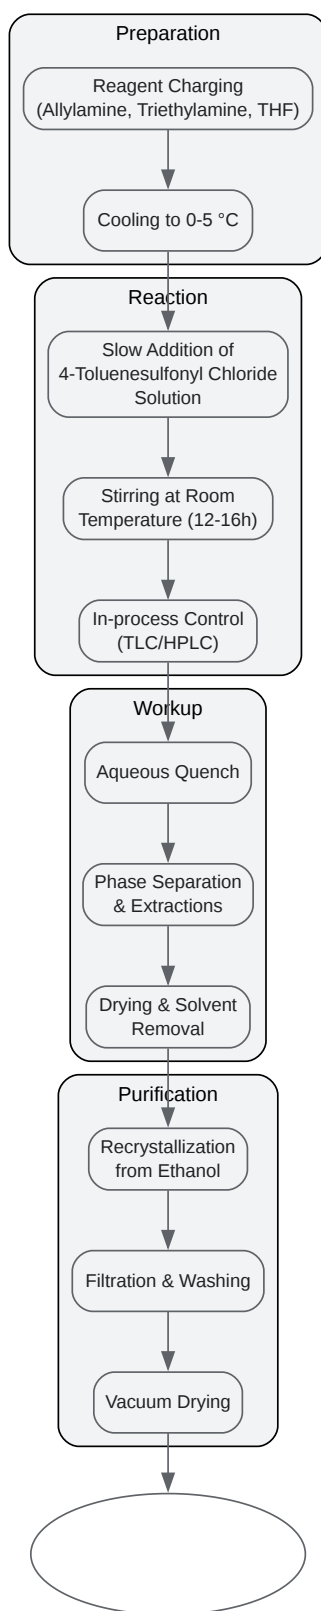 Preparation
Reagent Charging
(Allylamine, Triethylamine, THF)
Cooling to 0-5 °C
Reaction
Slow Addition of
4-Toluenesulfonyl Chloride
Solution
Stirring at Room
Temperature (12-16h)
In-process Control
(TLC/HPLC)
Workup
Aqueous Quench
Phase Separation
& Extractions
Drying & Solvent
Removal
Purification
Recrystallization
from Ethanol
Filtration & Washing
Vacuum Drying